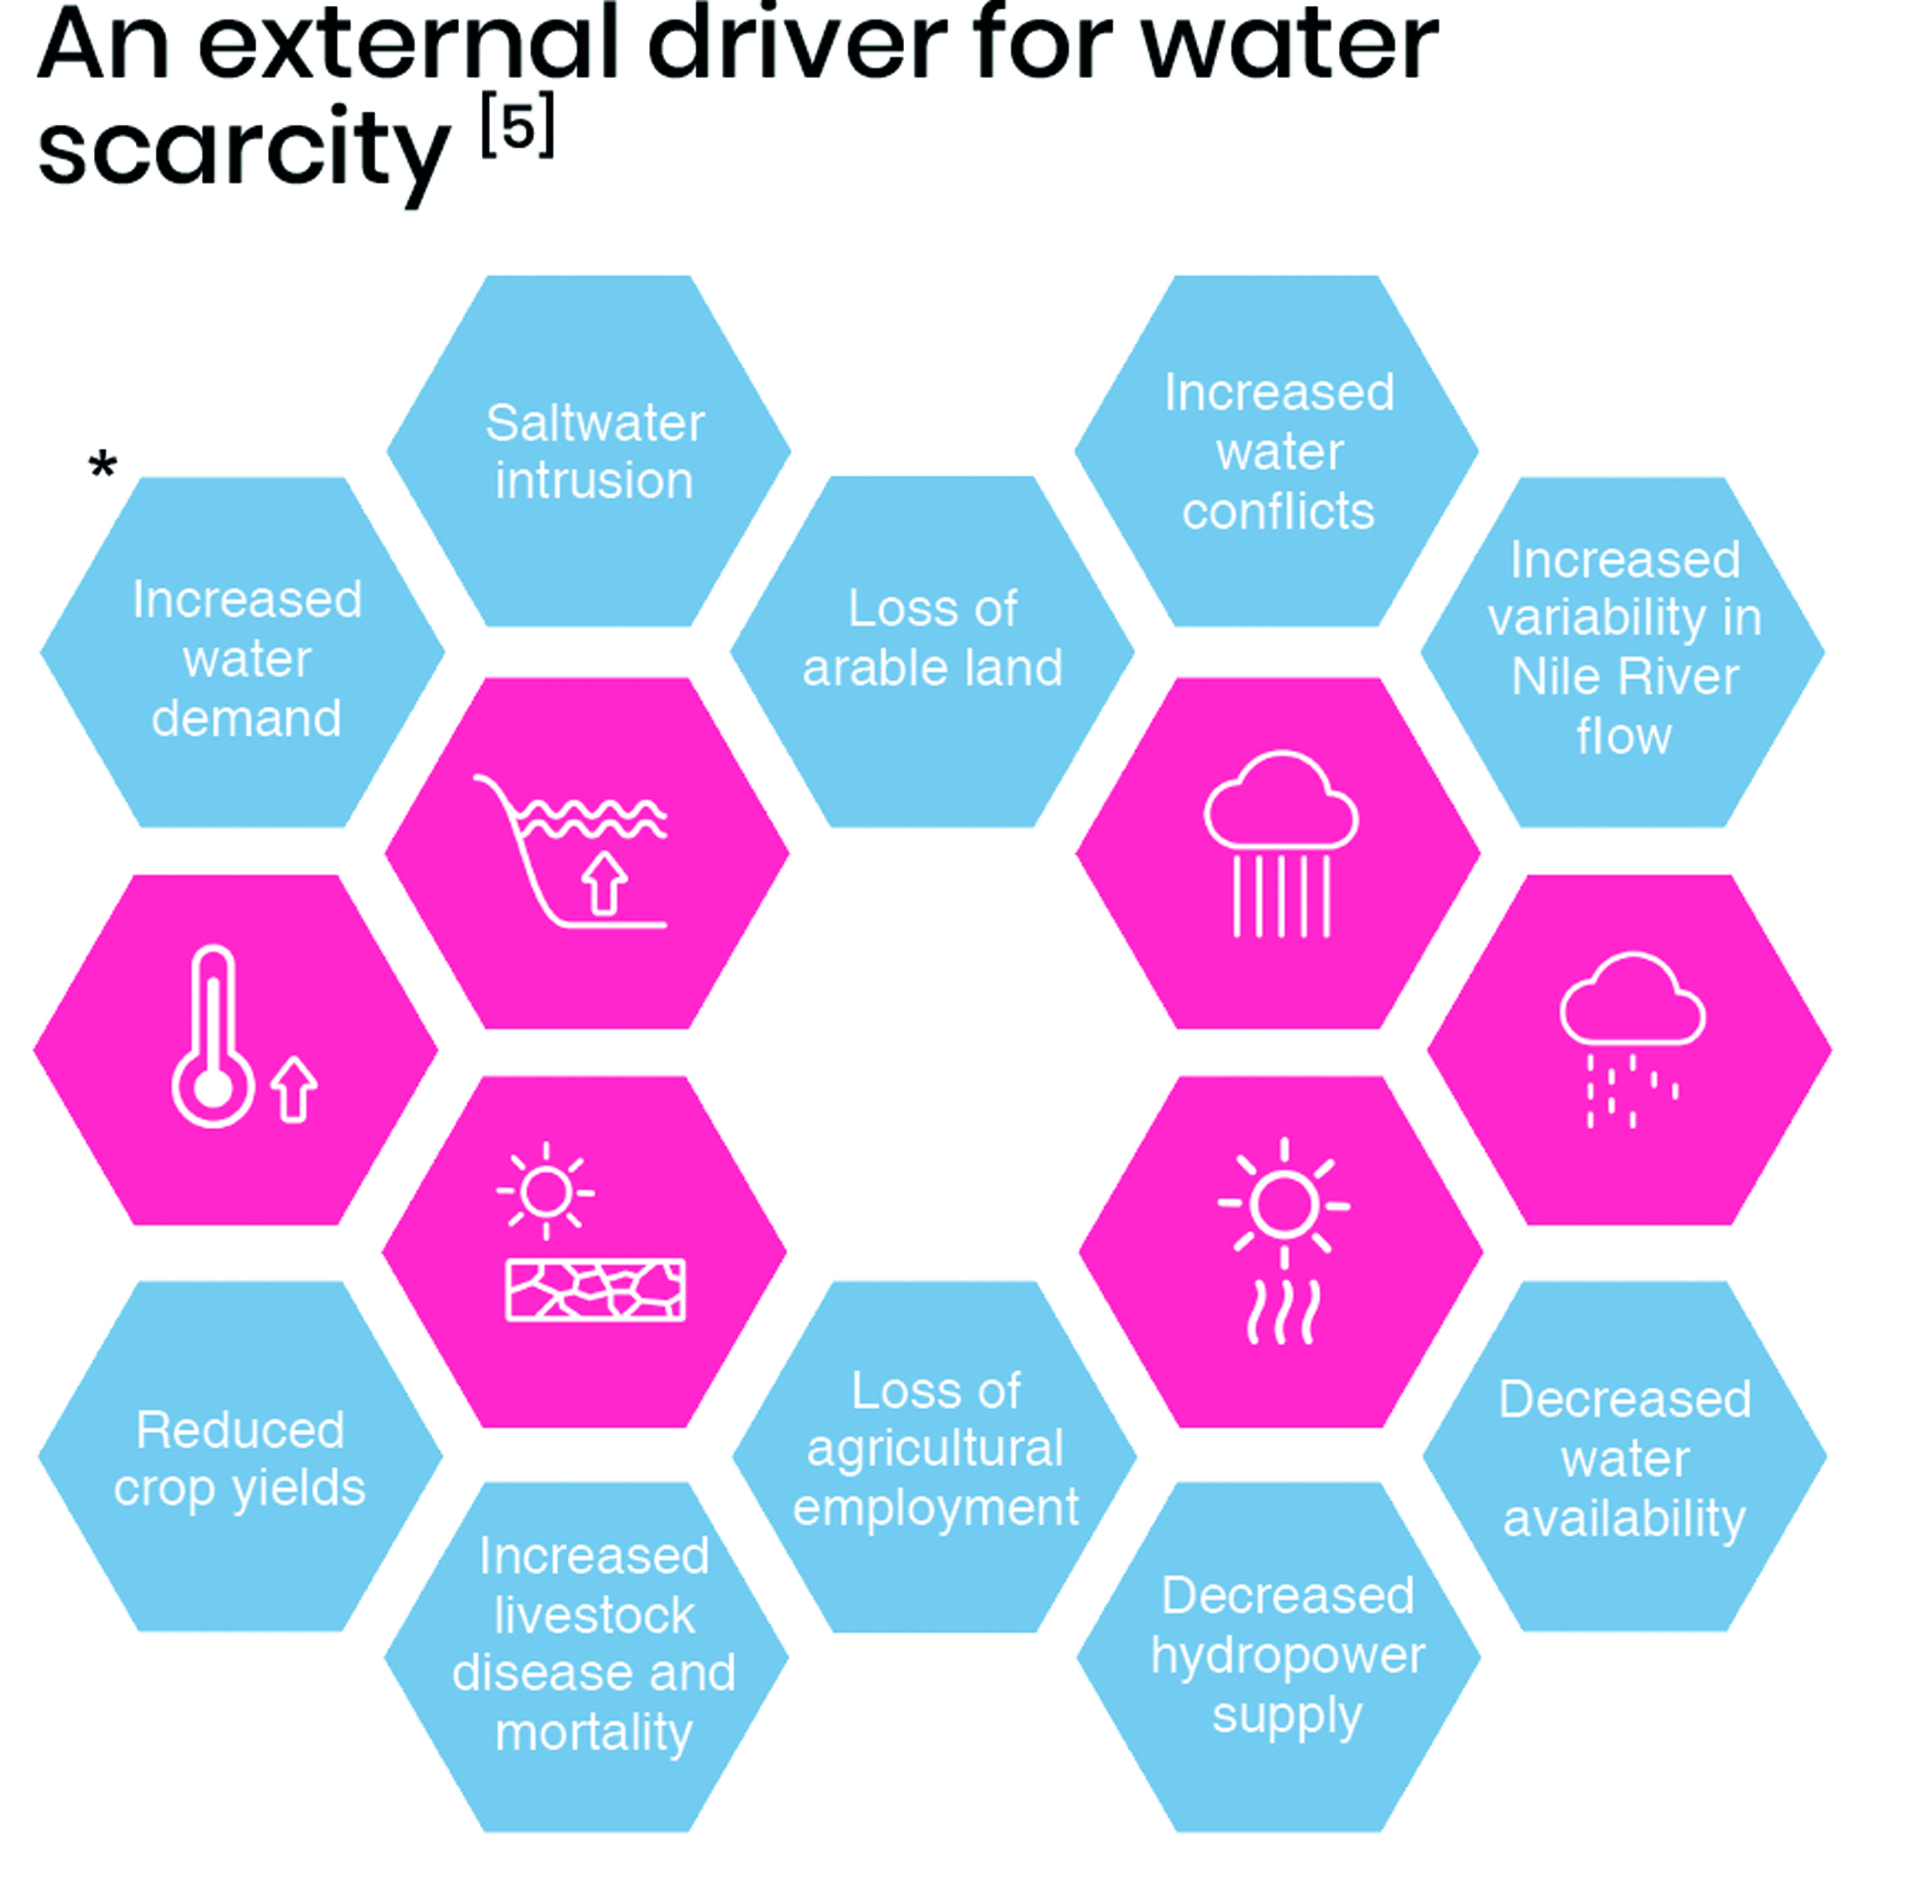 An external driver for water
scarcity [5]
Saltwater
intrusion
Increased
water
conflicts
*
Increased
water
demand
Loss of
arable land
Increased
variability in
Nile River
flow
Reduced
crop yields
Increased
livestock
disease and
mortality
Loss of
agricultural
employment
Decreased
hydropower
supply
Decreased
water
availability